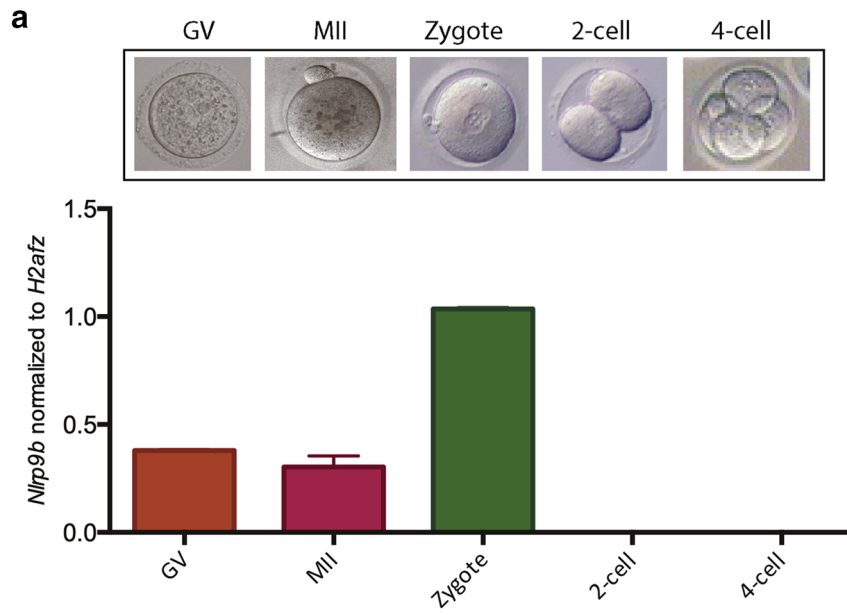 a
GV MII Zygote 2-cell 4-cell
Nlrp9b normalized to H2afz
1.5
1.0
0.5
0.0
GV MII Zygote 2-cell 4-cell